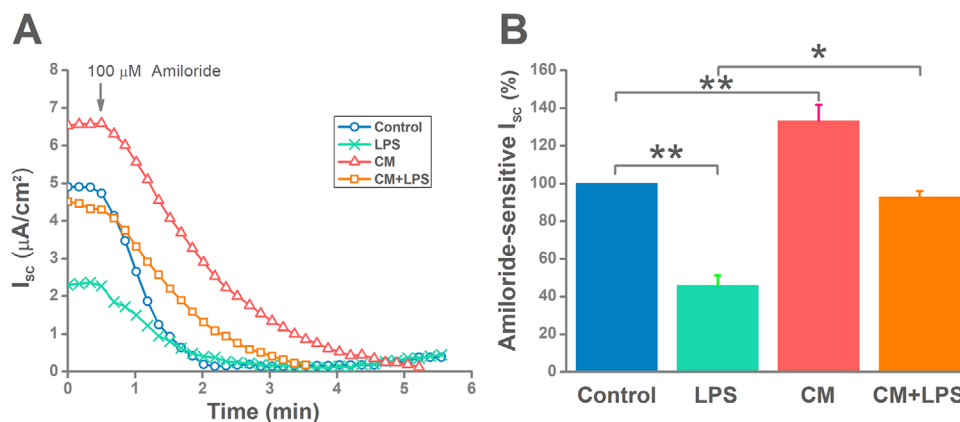 A
100 μM Amiloride
8
7
6
5
4
3
2
1
0
I_sc (μA/cm²)
Control
LPS
CM
CM+LPS
0 1 2 3 4 5 6
Time (min)
B
160
140
120
100
80
60
40
20
0
Amiloride-sensitive I_sc (%)
**
**
*
Control LPS CM CM+LPS